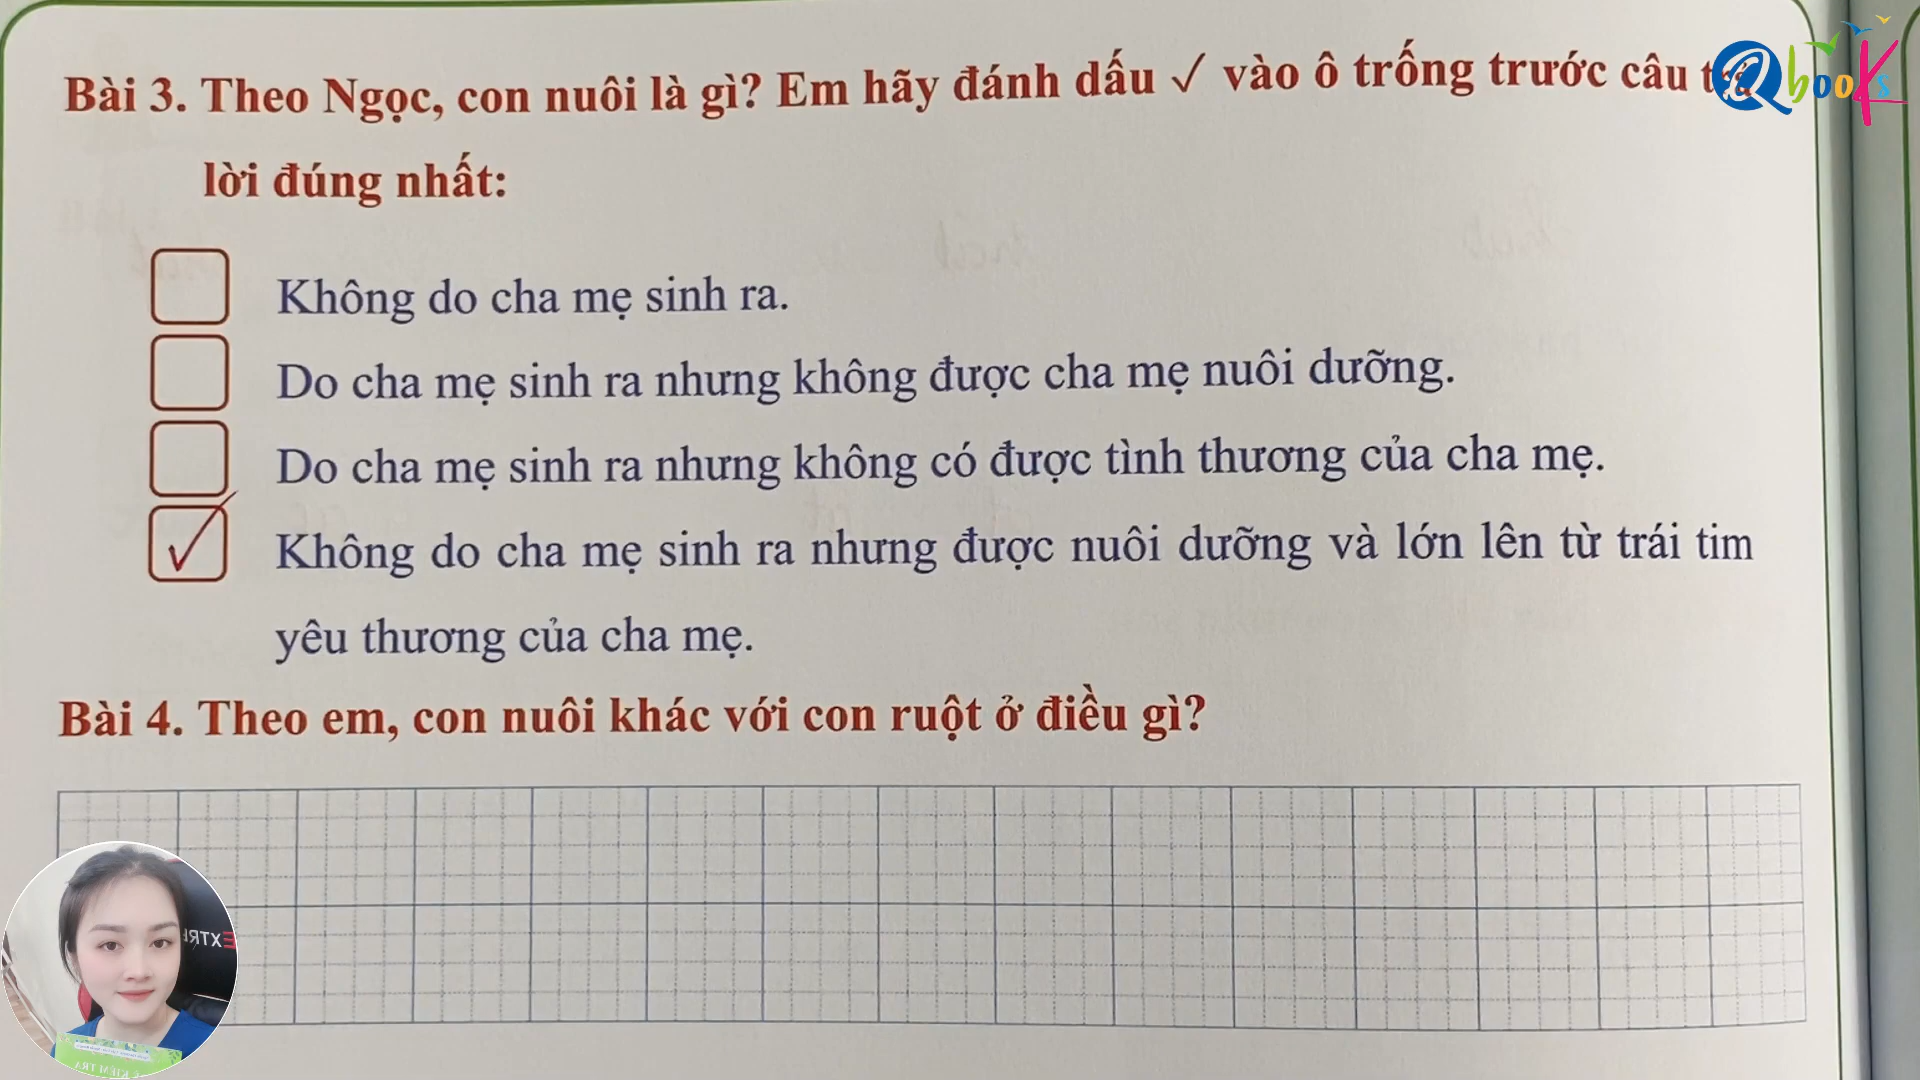 Bài 3. Theo Ngọc, con nuôi là gì? Em hãy đánh dấu ✓ vào ô trống trước câu
Qbooks
lời đúng nhất:
Không do cha mẹ sinh ra.
Do cha mẹ sinh ra nhưng không được cha mẹ nuôi dưỡng.
Do cha mẹ sinh ra nhưng không có được tình thương của cha mẹ.
✓ Không do cha mẹ sinh ra nhưng được nuôi dưỡng và lớn lên từ trái tim
yêu thương của cha mẹ.
Bài 4. Theo em, con nuôi khác với con ruột ở điều gì?
EXTRE
KIỂM TRA